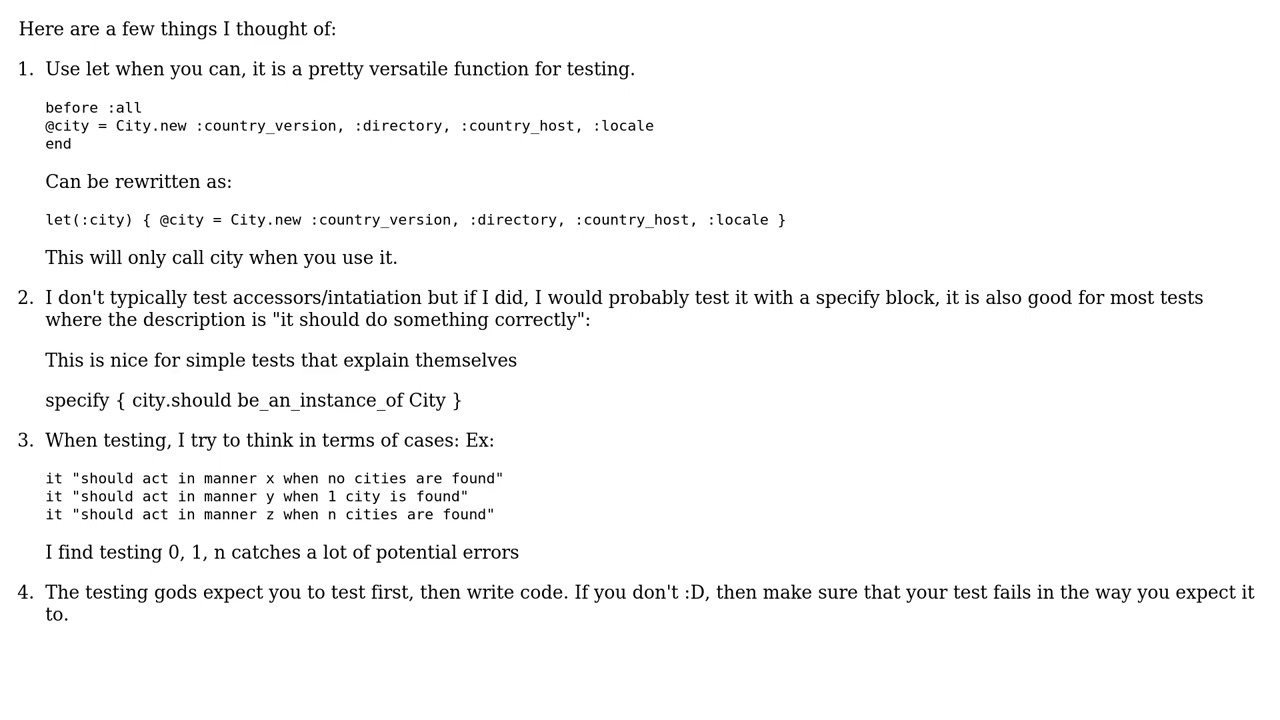 Here are a few things I thought of:
1. Use let when you can, it is a pretty versatile function for testing.
before :all
@city = City.new :country_version, :directory, :country_host, :locale
end
Can be rewritten as:
let(:city) { @city = City.new :country_version, :directory, :country_host, :locale }
This will only call city when you use it.
2. I don't typically test accessors/intatiation but if I did, I would probably test it with a specify block, it is also good for most tests
where the description is "it should do something correctly":
This is nice for simple tests that explain themselves
specify { city.should be_an_instance_of City }
3. When testing, I try to think in terms of cases: Ex:
it "should act in manner x when no cities are found"
it "should act in manner y when 1 city is found"
it "should act in manner z when n cities are found"
I find testing 0, 1, n catches a lot of potential errors
4. The testing gods expect you to test first, then write code. If you don't :D, then make sure that your test fails in the way you expect it
to.